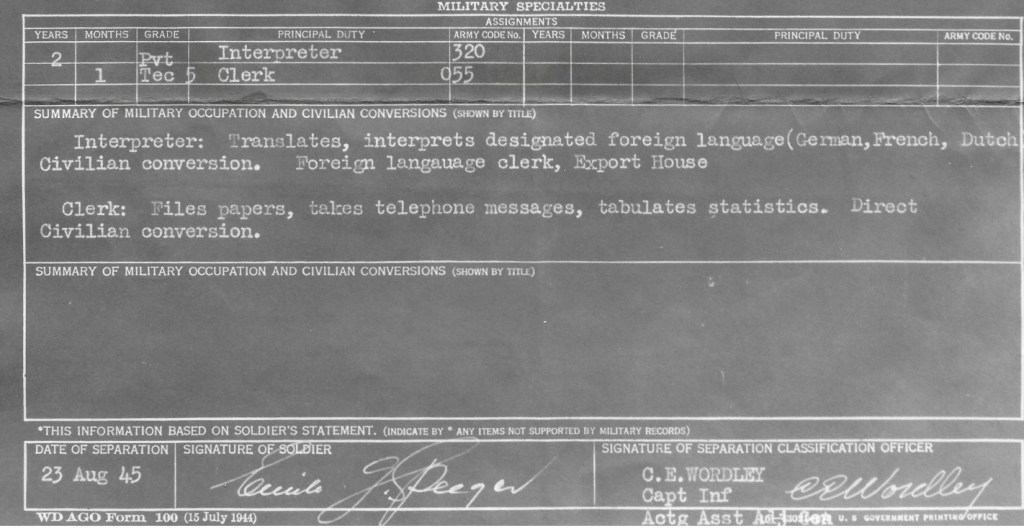 MILITARY SPECIALTIES
ASSIGNMENTS
YEARS MONTHS GRADE PRINCIPAL DUTY ARMY CODE No. YEARS MONTHS GRADE PRINCIPAL DUTY ARMY CODE No.
2 Pvt Interpreter 320
1 Tec 5 Clerk 055
SUMMARY OF MILITARY OCCUPATION AND CIVILIAN CONVERSIONS (SHOWN BY TITLE)
Interpreter: Translates, interprets designated foreign language(German,French, Dutch
Civilian conversion. Foreign langauage clerk, Export House
Clerk: Files papers, takes telephone messages, tabulates statistics. Direct
Civilian conversion.
SUMMARY OF MILITARY OCCUPATION AND CIVILIAN CONVERSIONS (SHOWN BY TITLE)
*THIS INFORMATION BASED ON SOLDIER'S STATEMENT. (INDICATE BY * ANY ITEMS NOT SUPPORTED BY MILITARY RECORDS)
DATE OF SEPARATION SIGNATURE OF SOLDIER SIGNATURE OF SEPARATION CLASSIFICATION OFFICER
23 Aug 45 C.E.WORDLEY
Capt Inf CEWordley
WD AGO Form 100 (15 July 1944) Actg Asst U. S. GOVERNMENT PRINTING OFFICE